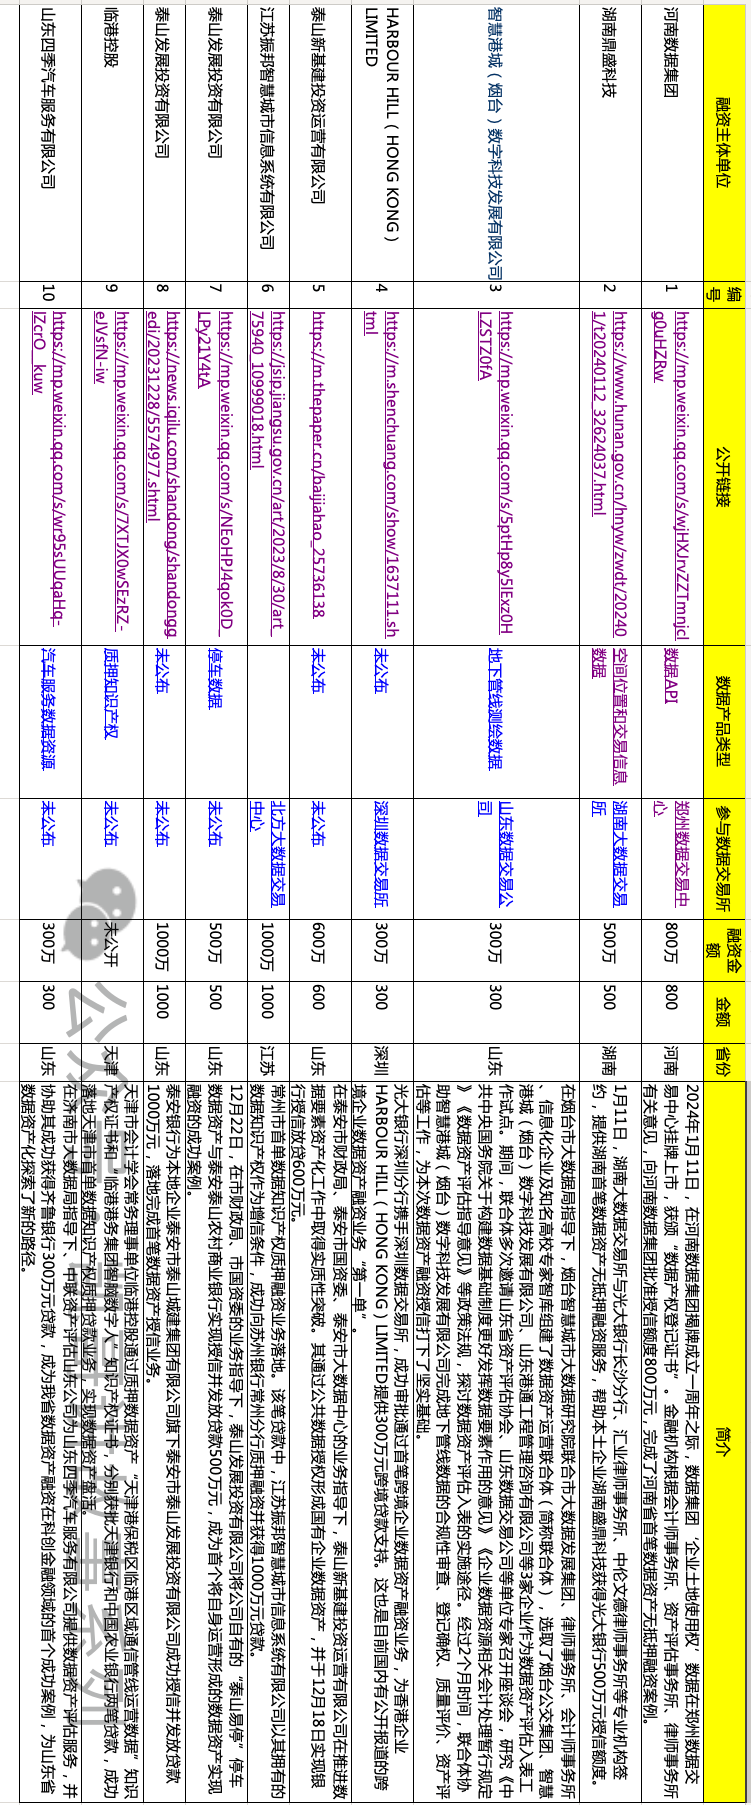 融资主体单位
编
号
公开链接
数据产品类型
参与数据交易所
融资金
额
金额
省份
简介
河南数据集团
1
https://mp.weixin.qq.com/s/wjHXJrvZZTmnjcl
g0uHZRw
数据API
郑州数据交易中
心
800万
800
河南
2024年1月11日，在河南数据集团揭牌成立一周年之际，数据集团‘企业土地使用权’数据在郑州数据交
易中心挂牌上市，获颁“数据产权登记证书”。金融机构根据会计师事务所、资产评估事务所、律师事务所
有关意见，向河南数据集团批准授信额度800万元，完成了河南省首笔数据资产无抵押融资案例。
湖南鼎盛科技
2
https://www.hunan.gov.cn/hnyw/zwdt/20240
1/t20240112_32624037.html
空间位置和交易信息
数据
湖南大数据交易
所
500万
500
湖南
1月11日，湖南大数据交易所与光大银行长沙分行、汇业律师事务所、中伦文德律师事务所等专业机构签
约，提供湖南首笔数据资产无抵押融资服务，帮助本土企业湖南盛鼎科技获得光大银行500万元授信额度。
智慧港城（烟台）数字科技发展有限公司
3
https://mp.weixin.qq.com/s/5ptHp8y5lExz0H
LZSTZ0fA
地下管线测绘数据
山东数据交易公
司
300万
300
山东
在烟台市大数据局指导下，烟台智慧城市大数据研究院联合市大数据发展集团、律师事务所、会计师事务所
、信息化企业及知名高校专家智库组建了数据资产运营联合体（简称联合体），选取了烟台公交集团、智慧
港城（烟台）数字科技发展有限公司、山东港通工程管理咨询有限公司等3家企业作为数据资产评估入表工
作试点。期间，联合体多次邀请山东省资产评估协会、山东数据交易公司等单位专家召开座谈会，研究《中
共中央国务院关于构建数据基础制度更好发挥数据要素作用的意见》《企业数据资源相关会计处理暂行规定
》《数据资产评估指导意见》等政策法规，探讨数据资产评估入表的实施途径。经过2个月时间，联合体协
助智慧港城（烟台）数字科技发展有限公司完成地下管线数据的合规性审查、登记确权、质量评价、资产评
估等工作，为本次数据资产融资授信打下了坚实基础。
HARBOUR HILL（HONG KONG）
LIMITED
4
https://m.shenchuang.com/show/1637111.sh
tml
未公布
深圳数据交易所
300万
300
深圳
光大银行深圳分行携手深圳数据交易所，成功审批通过首笔跨境企业数据资产融资业务，为香港企业
HARBOUR HILL（HONG KONG）LIMITED提供300万元跨境贷款支持。这也是目前国内有公开报道的跨
境企业数据资产融资业务“第一单”。
泰山新基建投资运营有限公司
5
https://m.thepaper.cn/baijiahao_25736138
未公布
未公布
600万
600
山东
在泰安市财政局、泰安市国资委、泰安市大数据中心的业务指导下，泰山新基建投资运营有限公司在推进数
据要素资产化工作中取得实质性突破。其通过公共数据授权形成国有企业数据资产，并于12月18日实现银
行授信放贷600万元。
江苏振邦智慧城市信息系统有限公司
6
https://jsip.jiangsu.gov.cn/art/2023/8/30/art_
75940_10999018.html
北方大数据交易
中心
1000万
1000
江苏
常州市首单数据知识产权质押融资业务落地。该笔贷款中，江苏振邦智慧城市信息系统有限公司以其拥有的
数据知识产权作为增信条件，成功向苏州银行常州分行质押融资并获得1000万元贷款。
泰山发展投资有限公司
7
https://mp.weixin.qq.com/s/NEoHPJ4qok0D_
LPy21Y4tA
停车数据
未公布
500万
500
山东
12月22日，在市财政局、市国资委的业务指导下，泰山发展投资有限公司将公司自有的“泰山易停”停车
数据资产与泰安泰山农村商业银行实现授信并发放贷款500万元，成为首个将自身运营形成的数据资产实现
融资的成功案例。
泰山发展投资有限公司
8
https://news.iqilu.com/shandong/shandongg
edi/20231228/5574977.shtml
未公布
未公布
1000万
1000
山东
泰安银行为本地企业泰安市泰山城建集团有限公司旗下泰安市泰山发展投资有限公司成功授信并发放贷款
1000万元，落地完成首笔数据资产授信业务。
临港控股
9
https://mp.weixin.qq.com/s/7XTJX0wSEzRZ-
eJVsfN-iw
质押知识产权
未公布
未公开
天津
天津市会计学会常务理事单位临港控股通过质押数据资产“天津港保税区临港区域通信管线运营数据”知识
产权证书和“临港港务集团智脑数字人”知识产权证书，分别获批天津银行和中国农业银行两笔贷款，成功
落地天津市首单数据知识产权质押贷款业务，实现数据资产盘活。
山东四季汽车服务有限公司
10
https://mp.weixin.qq.com/s/wr95sUUqaHq-
IZcrO_kuw
汽车服务数据资源
未公布
300万
300
山东
在济南市大数据局指导下，中联资产评估山东公司为山东四季汽车服务有限公司提供数据资产评估服务，并
协助其成功获得齐鲁银行300万元贷款，成为我省数据资产融资在科创金融领域的首个成功案例，为山东省
数据资产化探索了新的路径。